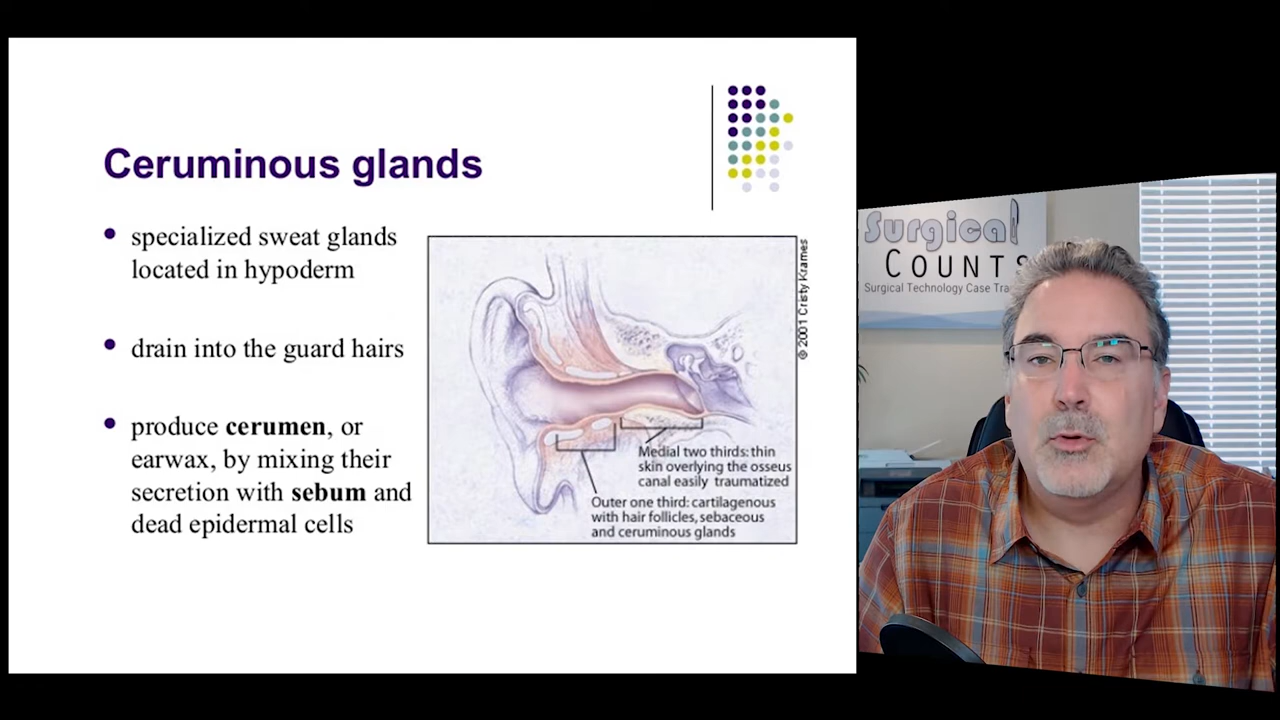 Ceruminous glands
specialized sweat glands
located in hypoderm
drain into the guard hairs
produce cerumen, or
earwax, by mixing their
secretion with sebum and
dead epidermal cells
© 2001 Cristy Krames
Medial two thirds: thin
skin overlying the osseus
canal easily traumatized
Outer one third: cartilagenous
with hair follicles, sebaceous
and ceruminous glands
Surgical
COUNTS
Surgical Technology Case